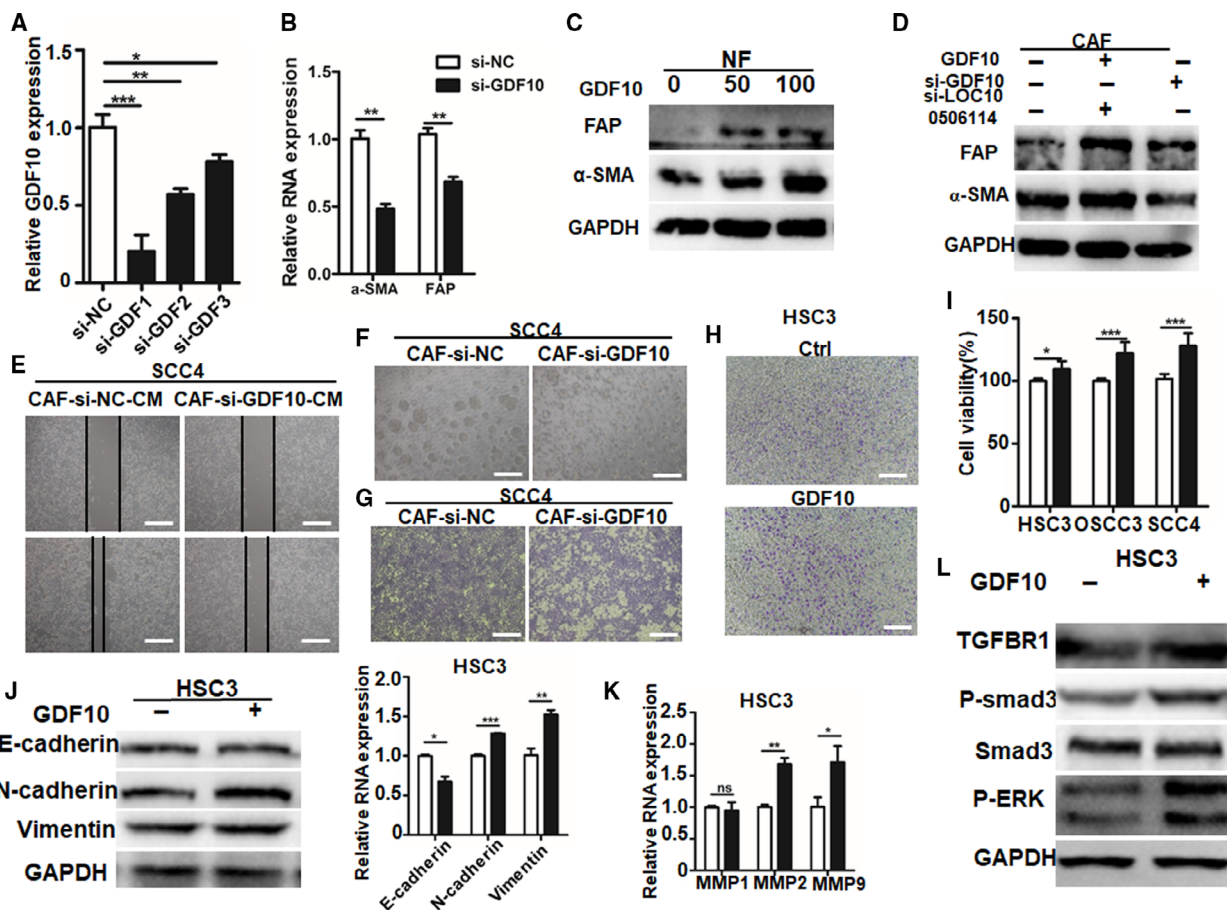 A
Relative GDF10 expression
1.5
1.0
0.5
0
*
**
***
si-NC
si-GDF1
si-GDF2
si-GDF3
B
Relative RNA expression
1.5
1.0
0.5
0.0
si-NC
si-GDF10
**
**
a-SMA
FAP
C
NF
GDF10 0 50 100
FAP
α-SMA
GAPDH
D
CAF
GDF10 – + –
si-GDF10 – – +
si-LOC10
0506114 – + –
FAP
α-SMA
GAPDH
E
SCC4
CAF-si-NC-CM CAF-si-GDF10-CM
F
SCC4
CAF-si-NC CAF-si-GDF10
G
SCC4
CAF-si-NC CAF-si-GDF10
H
HSC3
Ctrl
GDF10
I
Cell viability(%)
150
100
50
0
*
***
***
HSC3 OSCC3 SCC4
J
HSC3
GDF10 – +
E-cadherin
N-cadherin
Vimentin
GAPDH
HSC3
Relative RNA expression
2.0
1.5
1.0
0.5
0
*
***
**
E-cadherin
N-cadherin
Vimentin
K
HSC3
Relative RNA expression
2.5
2.0
1.5
1.0
0.5
0
ns
**
*
MMP1 MMP2 MMP9
L
HSC3
GDF10 – +
TGFBR1
P-smad3
Smad3
P-ERK
GAPDH